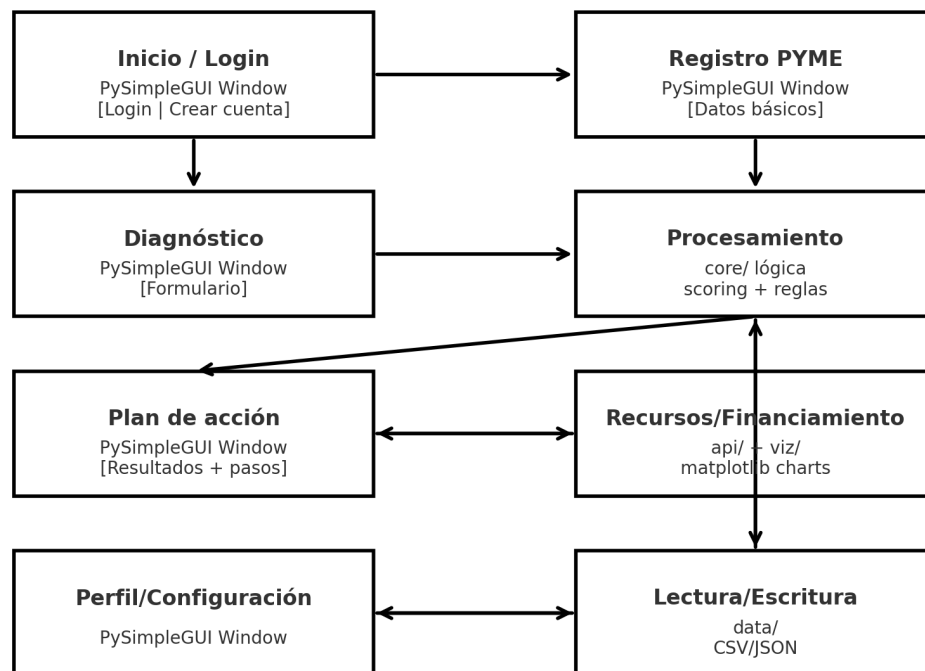 Inicio / Login
PySimpleGUI Window
[Login | Crear cuenta]
Registro PYME
PySimpleGUI Window
[Datos básicos]
Diagnóstico
PySimpleGUI Window
[Formulario]
Procesamiento
core/ lógica
scoring + reglas
Plan de acción
PySimpleGUI Window
[Resultados + pasos]
Recursos/Financiamiento
api/ + viz/
matplotlib charts
Perfil/Configuración
PySimpleGUI Window
Lectura/Escritura
data/
CSV/JSON